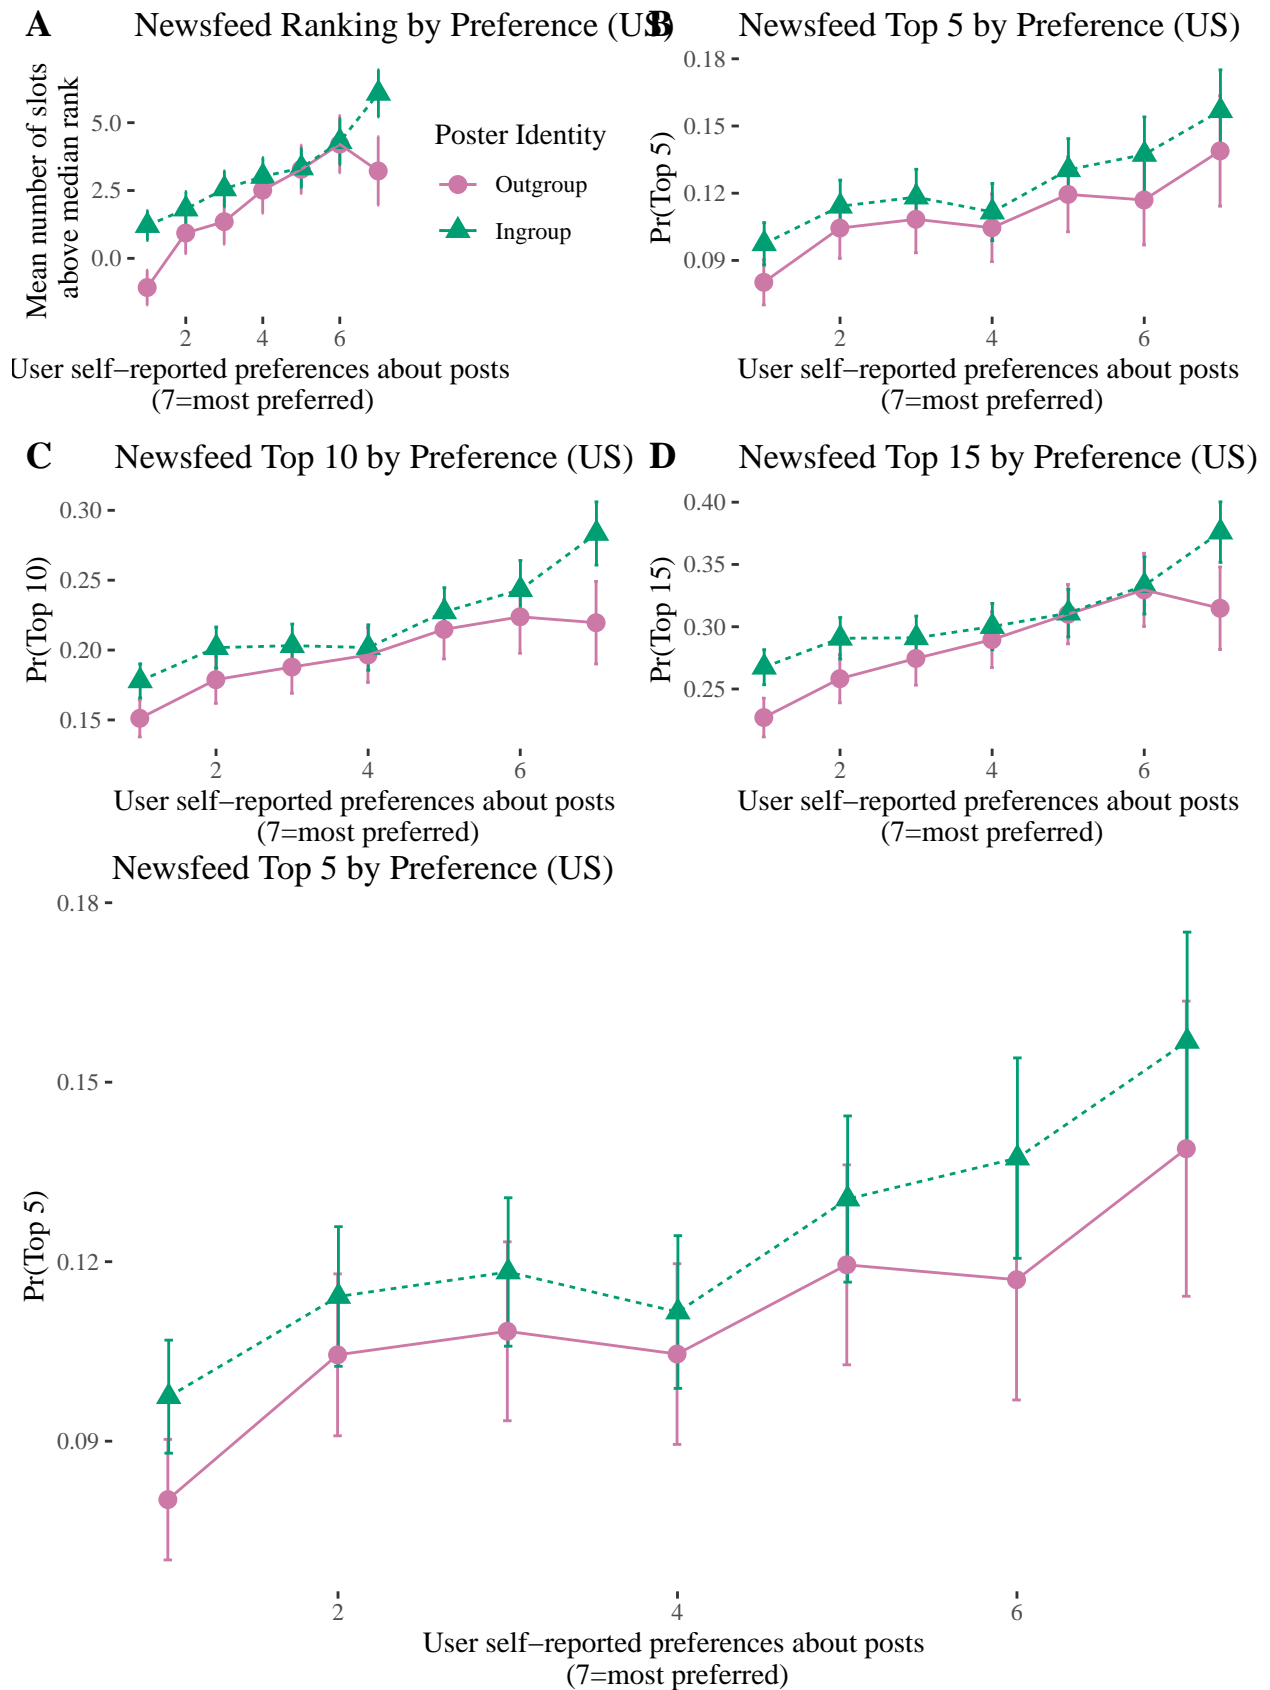 A
Newsfeed Ranking by Preference (US)
Mean number of slots
above median rank
5.0
2.5
0.0
2
4
6
User self−reported preferences about posts
(7=most preferred)
Poster Identity
Outgroup
Ingroup
B
Newsfeed Top 5 by Preference (US)
Pr(Top 5)
0.18
0.15
0.12
0.09
2
4
6
User self−reported preferences about posts
(7=most preferred)
C
Newsfeed Top 10 by Preference (US)
Pr(Top 10)
0.30
0.25
0.20
0.15
2
4
6
User self−reported preferences about posts
(7=most preferred)
D
Newsfeed Top 15 by Preference (US)
Pr(Top 15)
0.40
0.35
0.30
0.25
2
4
6
User self−reported preferences about posts
(7=most preferred)
Newsfeed Top 5 by Preference (US)
Pr(Top 5)
0.18
0.15
0.12
0.09
2
4
6
User self−reported preferences about posts
(7=most preferred)